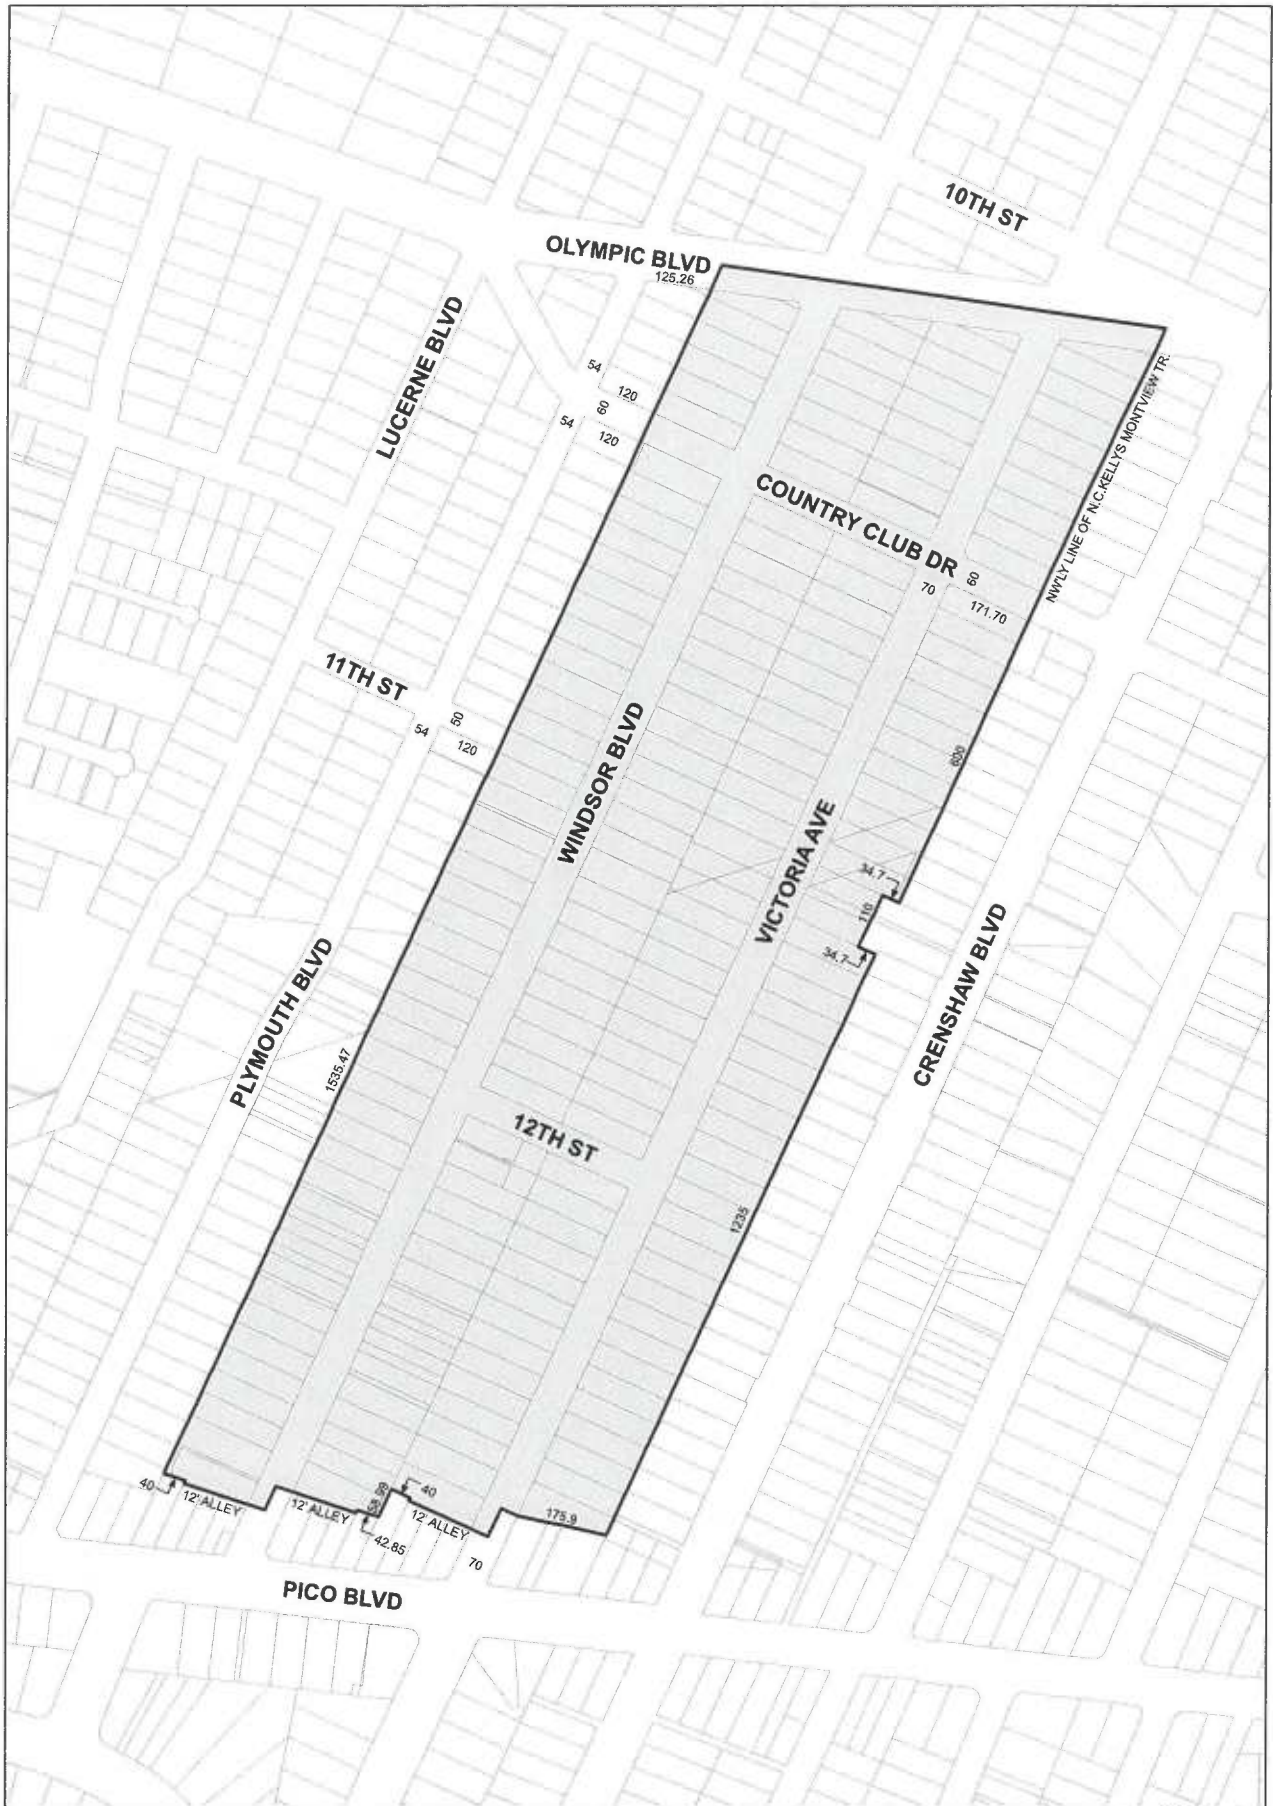 10TH ST
OLYMPIC BLVD
125.26
LUCERNE BLVD
54
120
60
54
120
NW'LY LINE OF N.C.KELLYS MONTVIEW TR.
COUNTRY CLUB DR
70
60
171.70
11TH ST
54
50
120
WINDSOR BLVD
600
VICTORIA AVE
34.7
110
34.7
CRENSHAW BLVD
PLYMOUTH BLVD
1535.47
12TH ST
1235
40
12' ALLEY
12' ALLEY
58.99
40
12' ALLEY
42.85
175.9
70
PICO BLVD